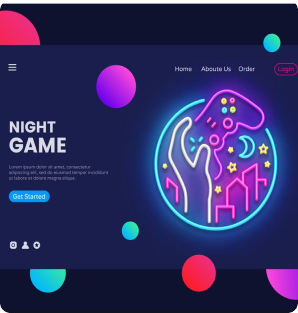 Home Aboute Us Order Login
NIGHT
GAME
Lorem ipsum dolor sit amet, consectetur
adipiscing elit, sed do eiusmod tempor incididunt
ut labore et dolore magna aliqua.
Get Started